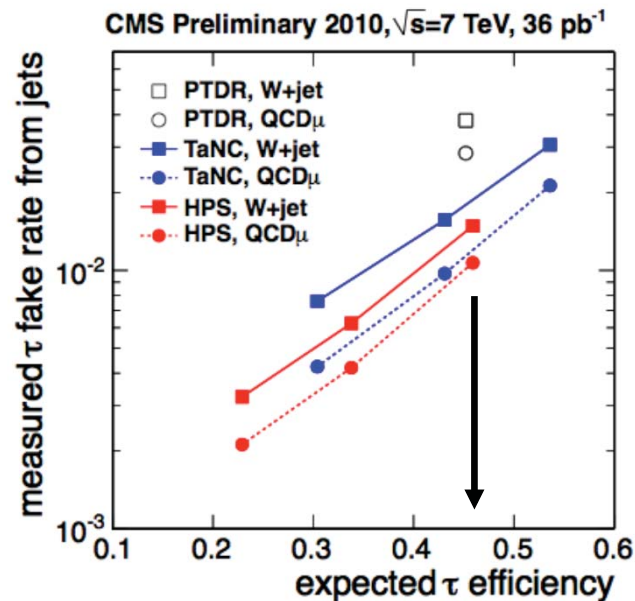 CMS Preliminary 2010, √s=7 TeV, 36 pb⁻¹
measured τ fake rate from jets
PTDR, W+jet
PTDR, QCDμ
TaNC, W+jet
TaNC, QCDμ
HPS, W+jet
HPS, QCDμ
10⁻²
10⁻³
0.1 0.2 0.3 0.4 0.5 0.6
expected τ efficiency